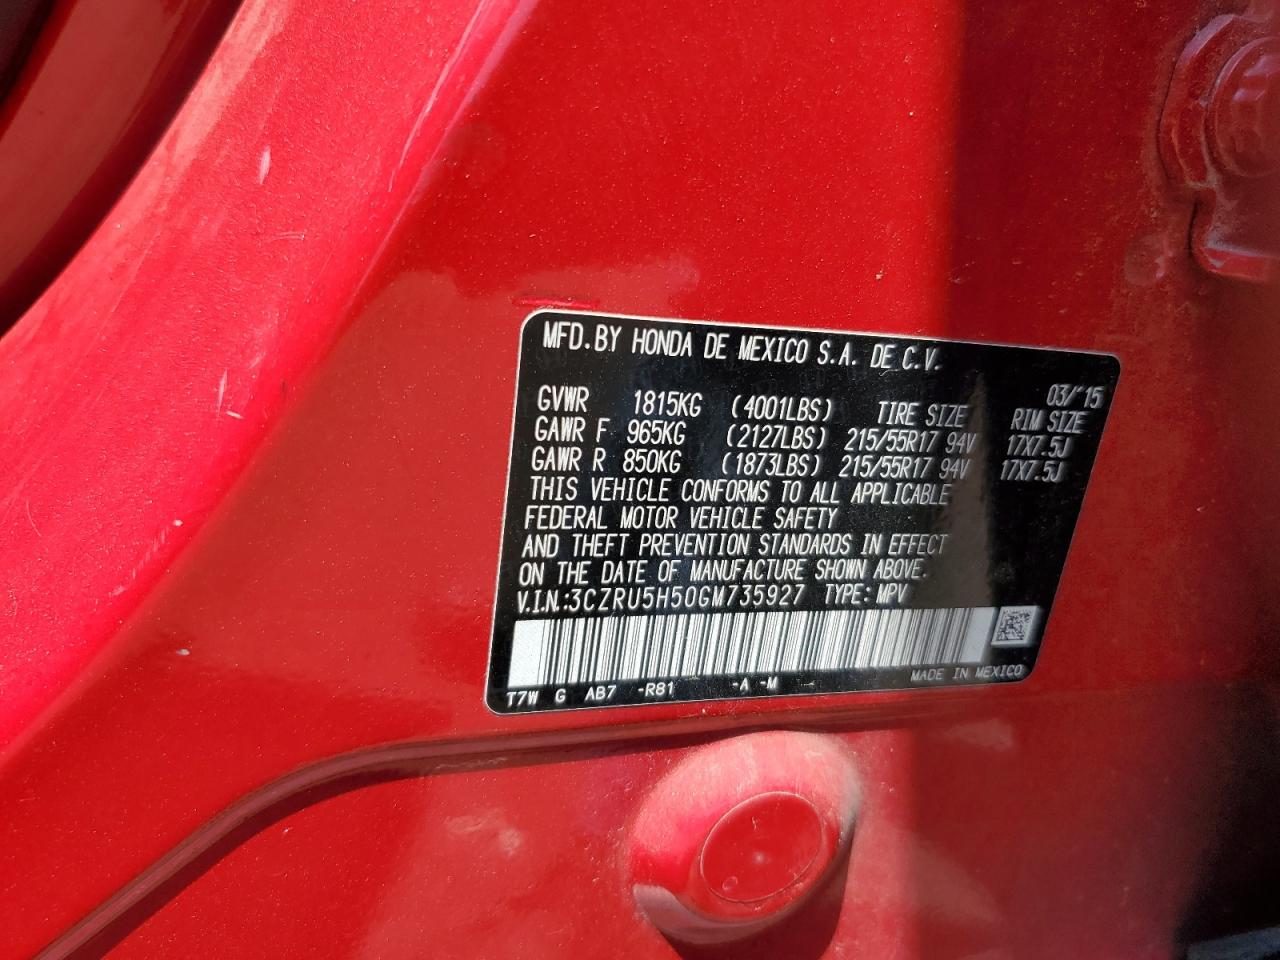 MFD.BY HONDA DE MEXICO S.A. DE C.V.
03/'15
GVWR 1815KG (4001LBS) TIRE SIZE RIM SIZE
GAWR F 965KG (2127LBS) 215/55R17 94V 17X7.5J
GAWR R 850KG (1873LBS) 215/55R17 94V 17X7.5J
THIS VEHICLE CONFORMS TO ALL APPLICABLE
FEDERAL MOTOR VEHICLE SAFETY
AND THEFT PREVENTION STANDARDS IN EFFECT
ON THE DATE OF MANUFACTURE SHOWN ABOVE.
V.I.N.:3CZRU5H50GM735927 TYPE: MPV
MADE IN MEXICO
T7W G AB7 -R81 -A -M